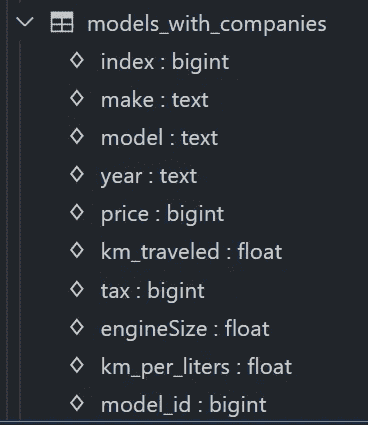 models_with_companies
index : bigint
make : text
model : text
year : text
price : bigint
km_traveled : float
tax : bigint
engineSize : float
km_per_liters : float
model_id : bigint